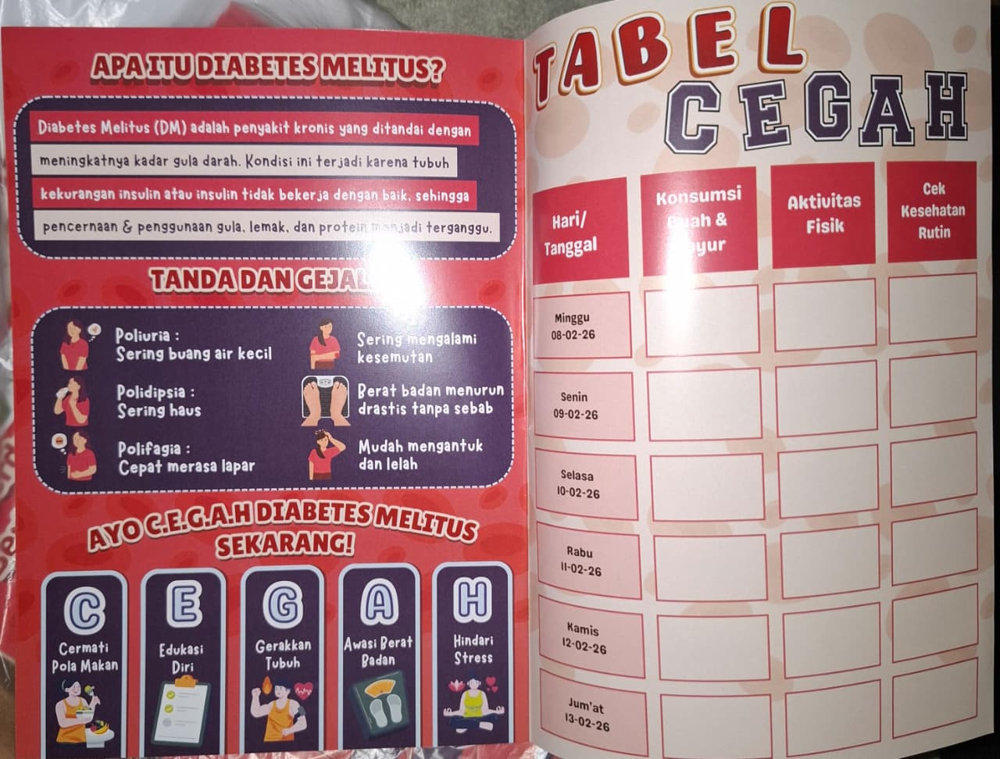 APA ITU DIABETES MELITUS?
Diabetes Melitus (DM) adalah penyakit kronis yang ditandai dengan
meningkatnya kadar gula darah. Kondisi ini terjadi karena tubuh
kekurangan insulin atau insulin tidak bekerja dengan baik, sehingga
pencernaan & penggunaan gula, lemak, dan protein menjadi terganggu.
TANDA DAN GEJALA
Poliuria :
Sering buang air kecil
Polidipsia :
Sering haus
Polifagia :
Cepat merasa lapar
Sering mengalami
kesemutan
Berat badan menurun
drastis tanpa sebab
Mudah mengantuk
dan lelah
AYO C.E.G.A.H DIABETES MELITUS
SEKARANG!
C
Cermati
Pola Makan
E
Edukasi
Diri
G
Gerakkan
Tubuh
A
Awasi Berat
Badan
H
Hindari
Stress
TABEL
CEGAH
Hari/
Tanggal
Konsumsi
Buah &
Sayur
Aktivitas
Fisik
Cek
Kesehatan
Rutin
Minggu
08-02-26
Senin
09-02-26
Selasa
10-02-26
Rabu
11-02-26
Kamis
12-02-26
Jum'at
13-02-26